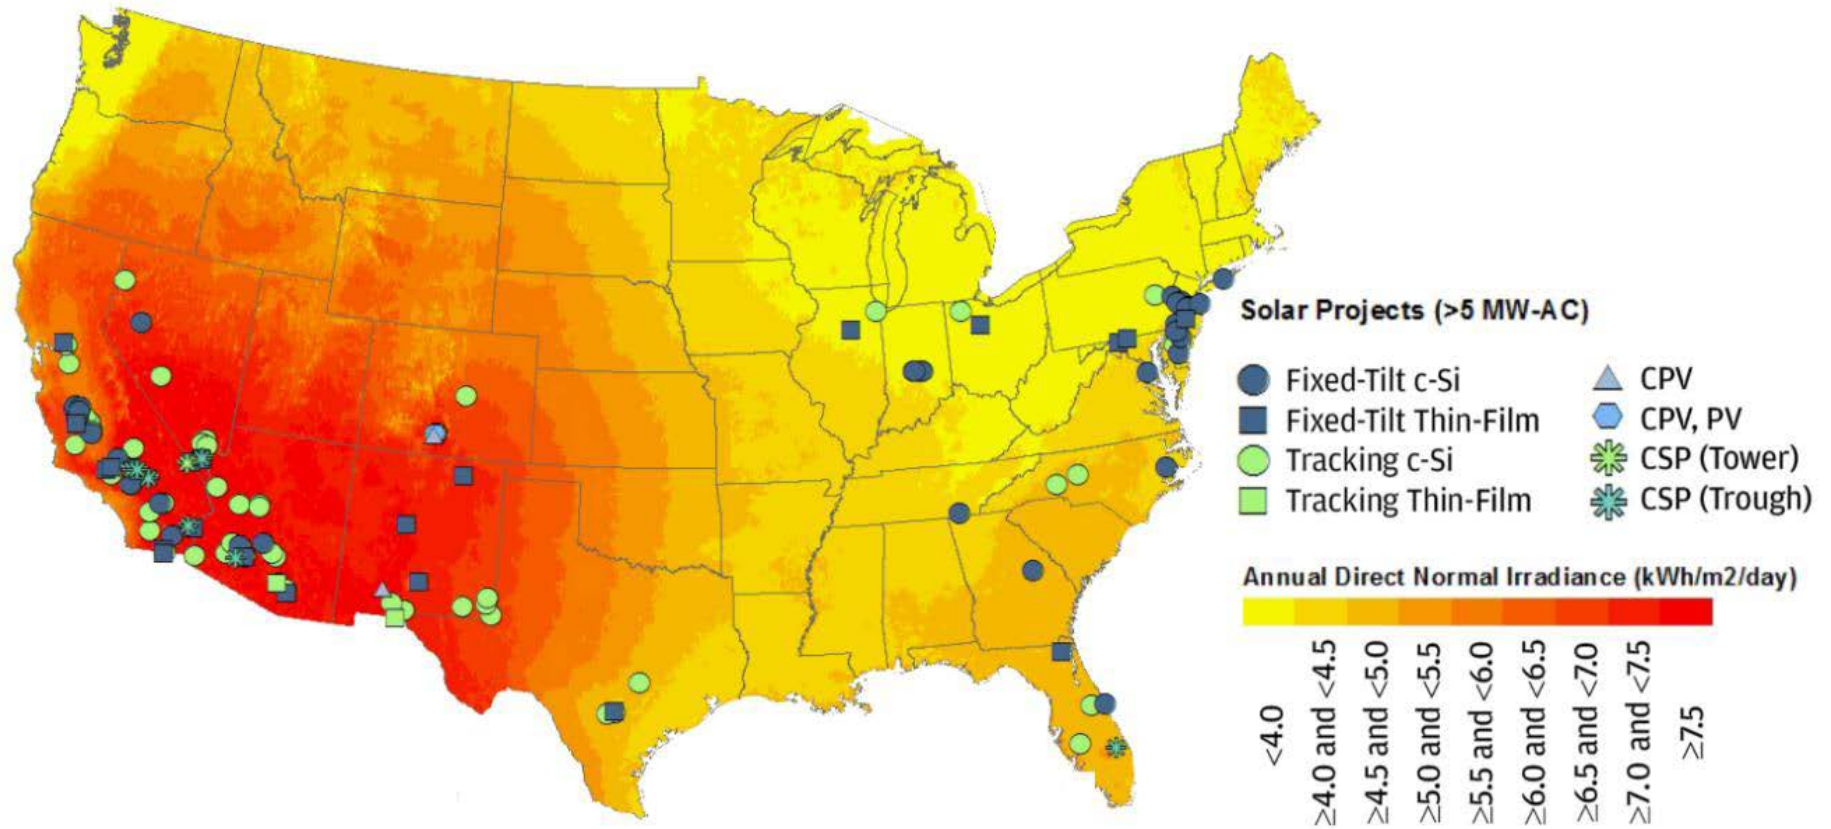 Solar Projects (>5 MW-AC)
Fixed-Tilt c-Si
Fixed-Tilt Thin-Film
Tracking c-Si
Tracking Thin-Film
CPV
CPV, PV
CSP (Tower)
CSP (Trough)
Annual Direct Normal Irradiance (kWh/m2/day)
<4.0
≥4.0 and <4.5
≥4.5 and <5.0
≥5.0 and <5.5
≥5.5 and <6.0
≥6.0 and <6.5
≥6.5 and <7.0
≥7.0 and <7.5
≥7.5